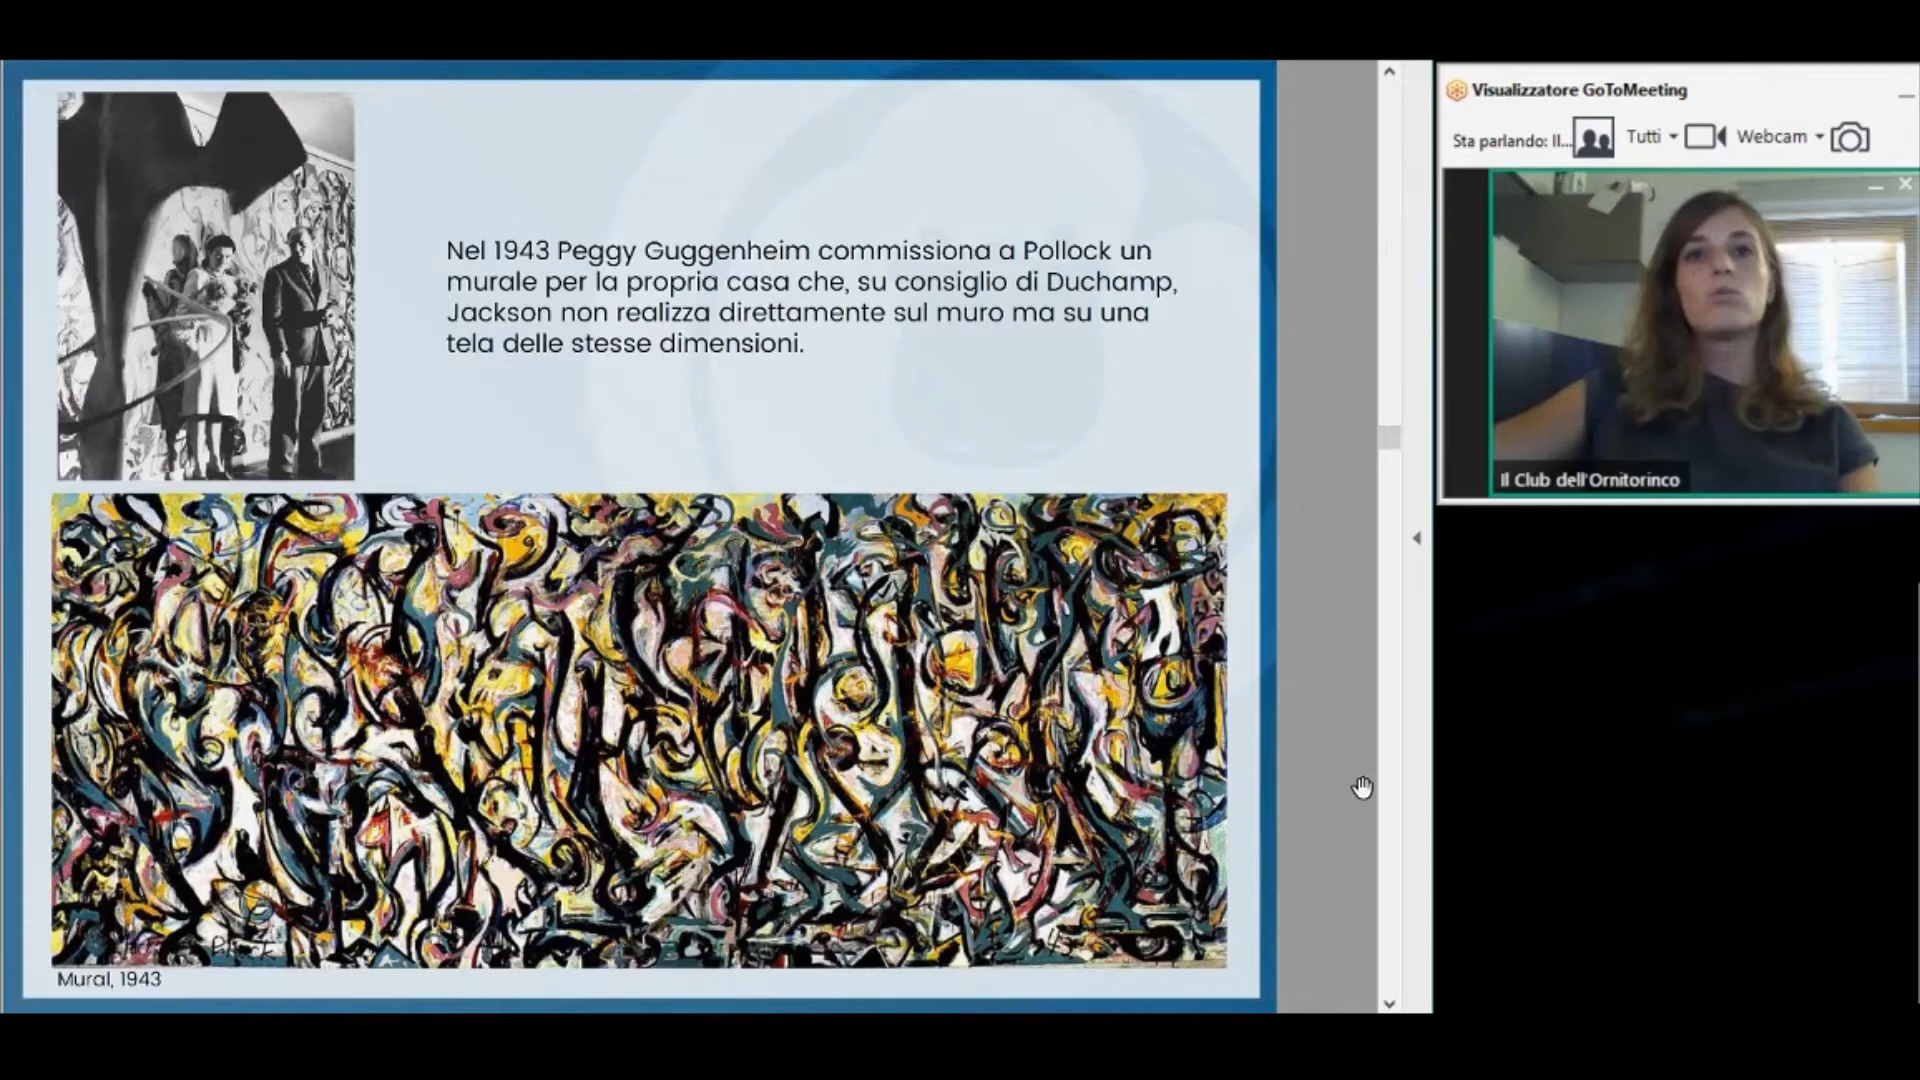 Nel 1943 Peggy Guggenheim commissiona a Pollock un
murale per la propria casa che, su consiglio di Duchamp,
Jackson non realizza direttamente sul muro ma su una
tela delle stesse dimensioni.
Mural, 1943
Visualizzatore GoToMeeting
Sta parlando: Il... Tutti Webcam
Il Club dell'Ornitorinco